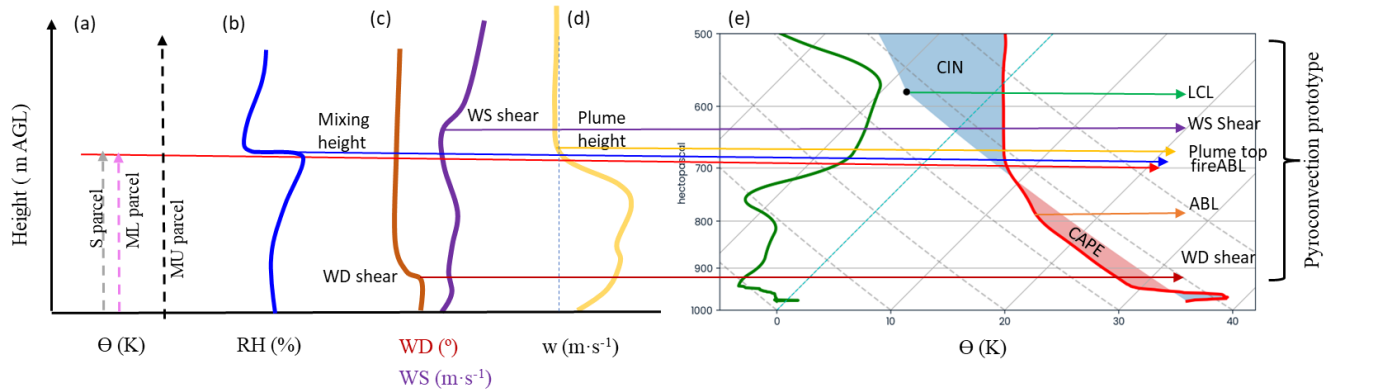 (a)
(b)
(c)
(d)
(e)
Height ( m AGL)
S parcel
ML parcel
MU parcel
Mixing
height
WS shear
Plume
height
WD shear
Ɵ (K)
RH (%)
WD (º)
WS (m·s-1)
w (m·s-1)
hectopascal
500
600
700
800
900
1000
0
10
20
30
40
Ɵ (K)
CIN
CAPE
LCL
WS Shear
Plume top
fireABL
ABL
WD shear
Pyroconvection prototype